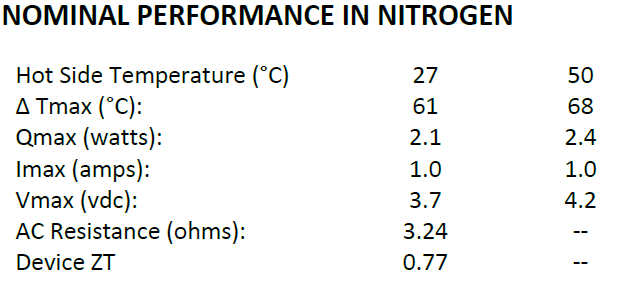 NOMINAL PERFORMANCE IN NITROGEN
Hot Side Temperature (°C) 27 50
Δ Tmax (°C): 61 68
Qmax (watts): 2.1 2.4
Imax (amps): 1.0 1.0
Vmax (vdc): 3.7 4.2
AC Resistance (ohms): 3.24 --
Device ZT 0.77 --